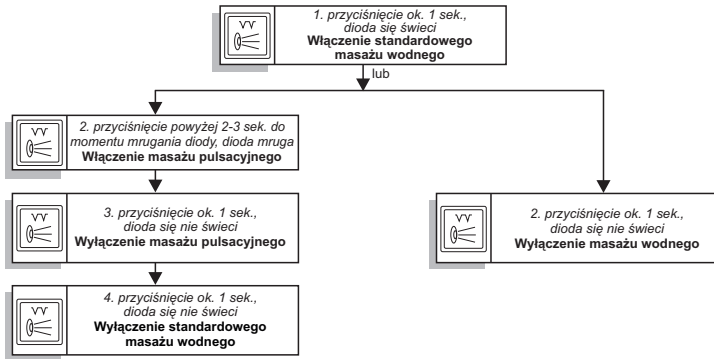 1. przyciśnięcie ok. 1 sek.,
dioda się świeci
Włączenie standardowego
masażu wodnego
lub
2. przyciśnięcie powyżej 2-3 sek. do
momentu mrugania diody, dioda mruga
Włączenie masażu pulsacyjnego
3. przyciśnięcie ok. 1 sek.,
dioda się nie świeci
Wyłączenie masażu pulsacyjnego
2. przyciśnięcie ok. 1 sek.,
dioda się nie świeci
Wyłączenie masażu wodnego
4. przyciśnięcie ok. 1 sek.,
dioda się nie świeci
Wyłączenie standardowego
masażu wodnego